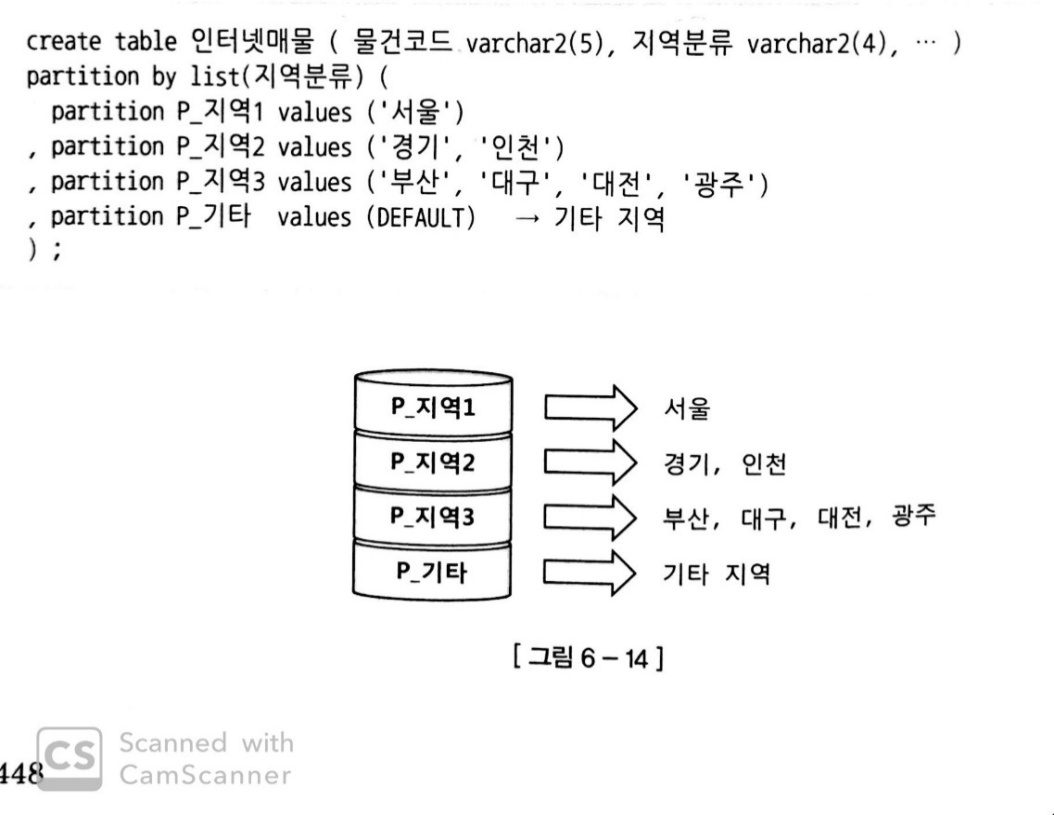 create table 인터넷매물 ( 물건코드 varchar2(5), 지역분류 varchar2(4), … )
partition by list(지역분류) (
  partition P_지역1 values ('서울')
, partition P_지역2 values ('경기', '인천')
, partition P_지역3 values ('부산', '대구', '대전', '광주')
, partition P_기타  values (DEFAULT)   → 기타 지역
) ;
P_지역1 서울
P_지역2 경기, 인천
P_지역3 부산, 대구, 대전, 광주
P_기타 기타 지역
[ 그림 6 – 14 ]
448
CS
Scanned with
CamScanner